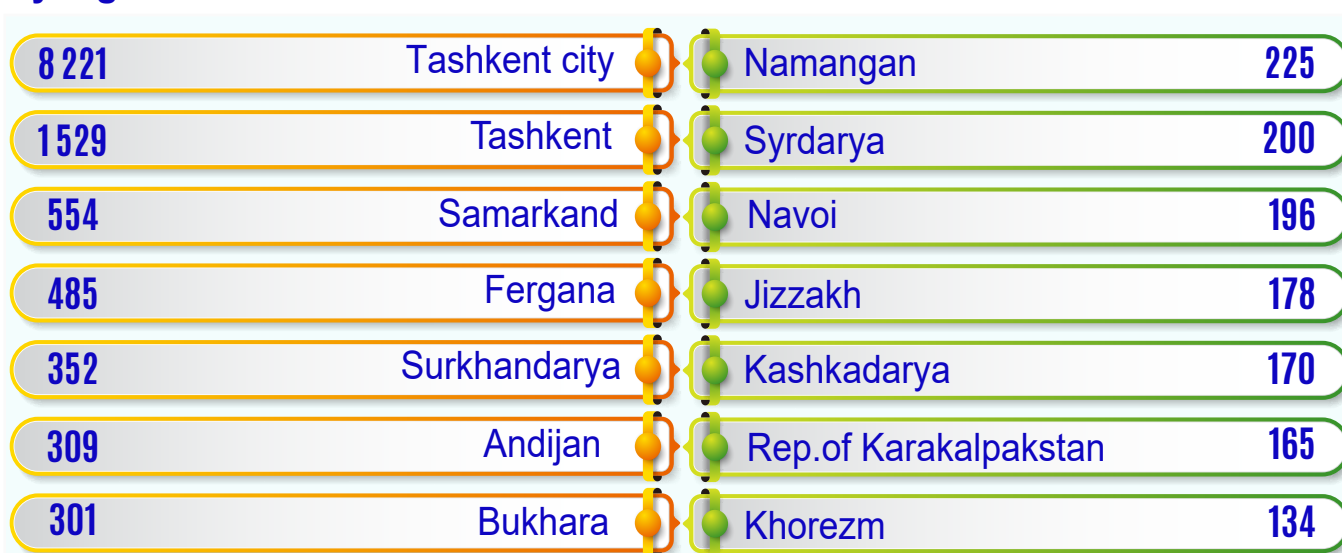 8 221 Tashkent city
1 529 Tashkent
554 Samarkand
485 Fergana
352 Surkhandarya
309 Andijan
301 Bukhara
Namangan 225
Syrdarya 200
Navoi 196
Jizzakh 178
Kashkadarya 170
Rep.of Karakalpakstan 165
Khorezm 134